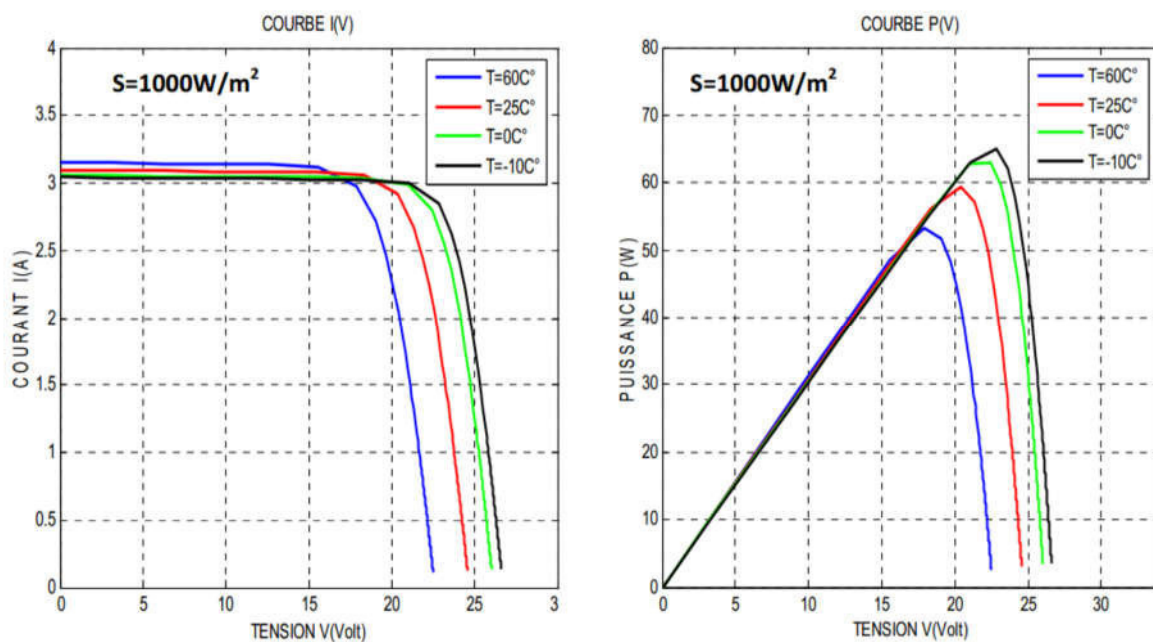 COURBE I(V)
4
3.5
3
2.5
2
1.5
1
0.5
0
COURANT I(A)
S=1000W/m²
T=60C°
T=25C°
T=0C°
T=-10C°
0 5 10 15 20 25 3
TENSION V(Volt)
COURBE P(V)
80
70
60
50
40
30
20
10
0
PUISSANCE P(W)
S=1000W/m²
T=60C°
T=25C°
T=0C°
T=-10C°
0 5 10 15 20 25 30
TENSION V(Volt)